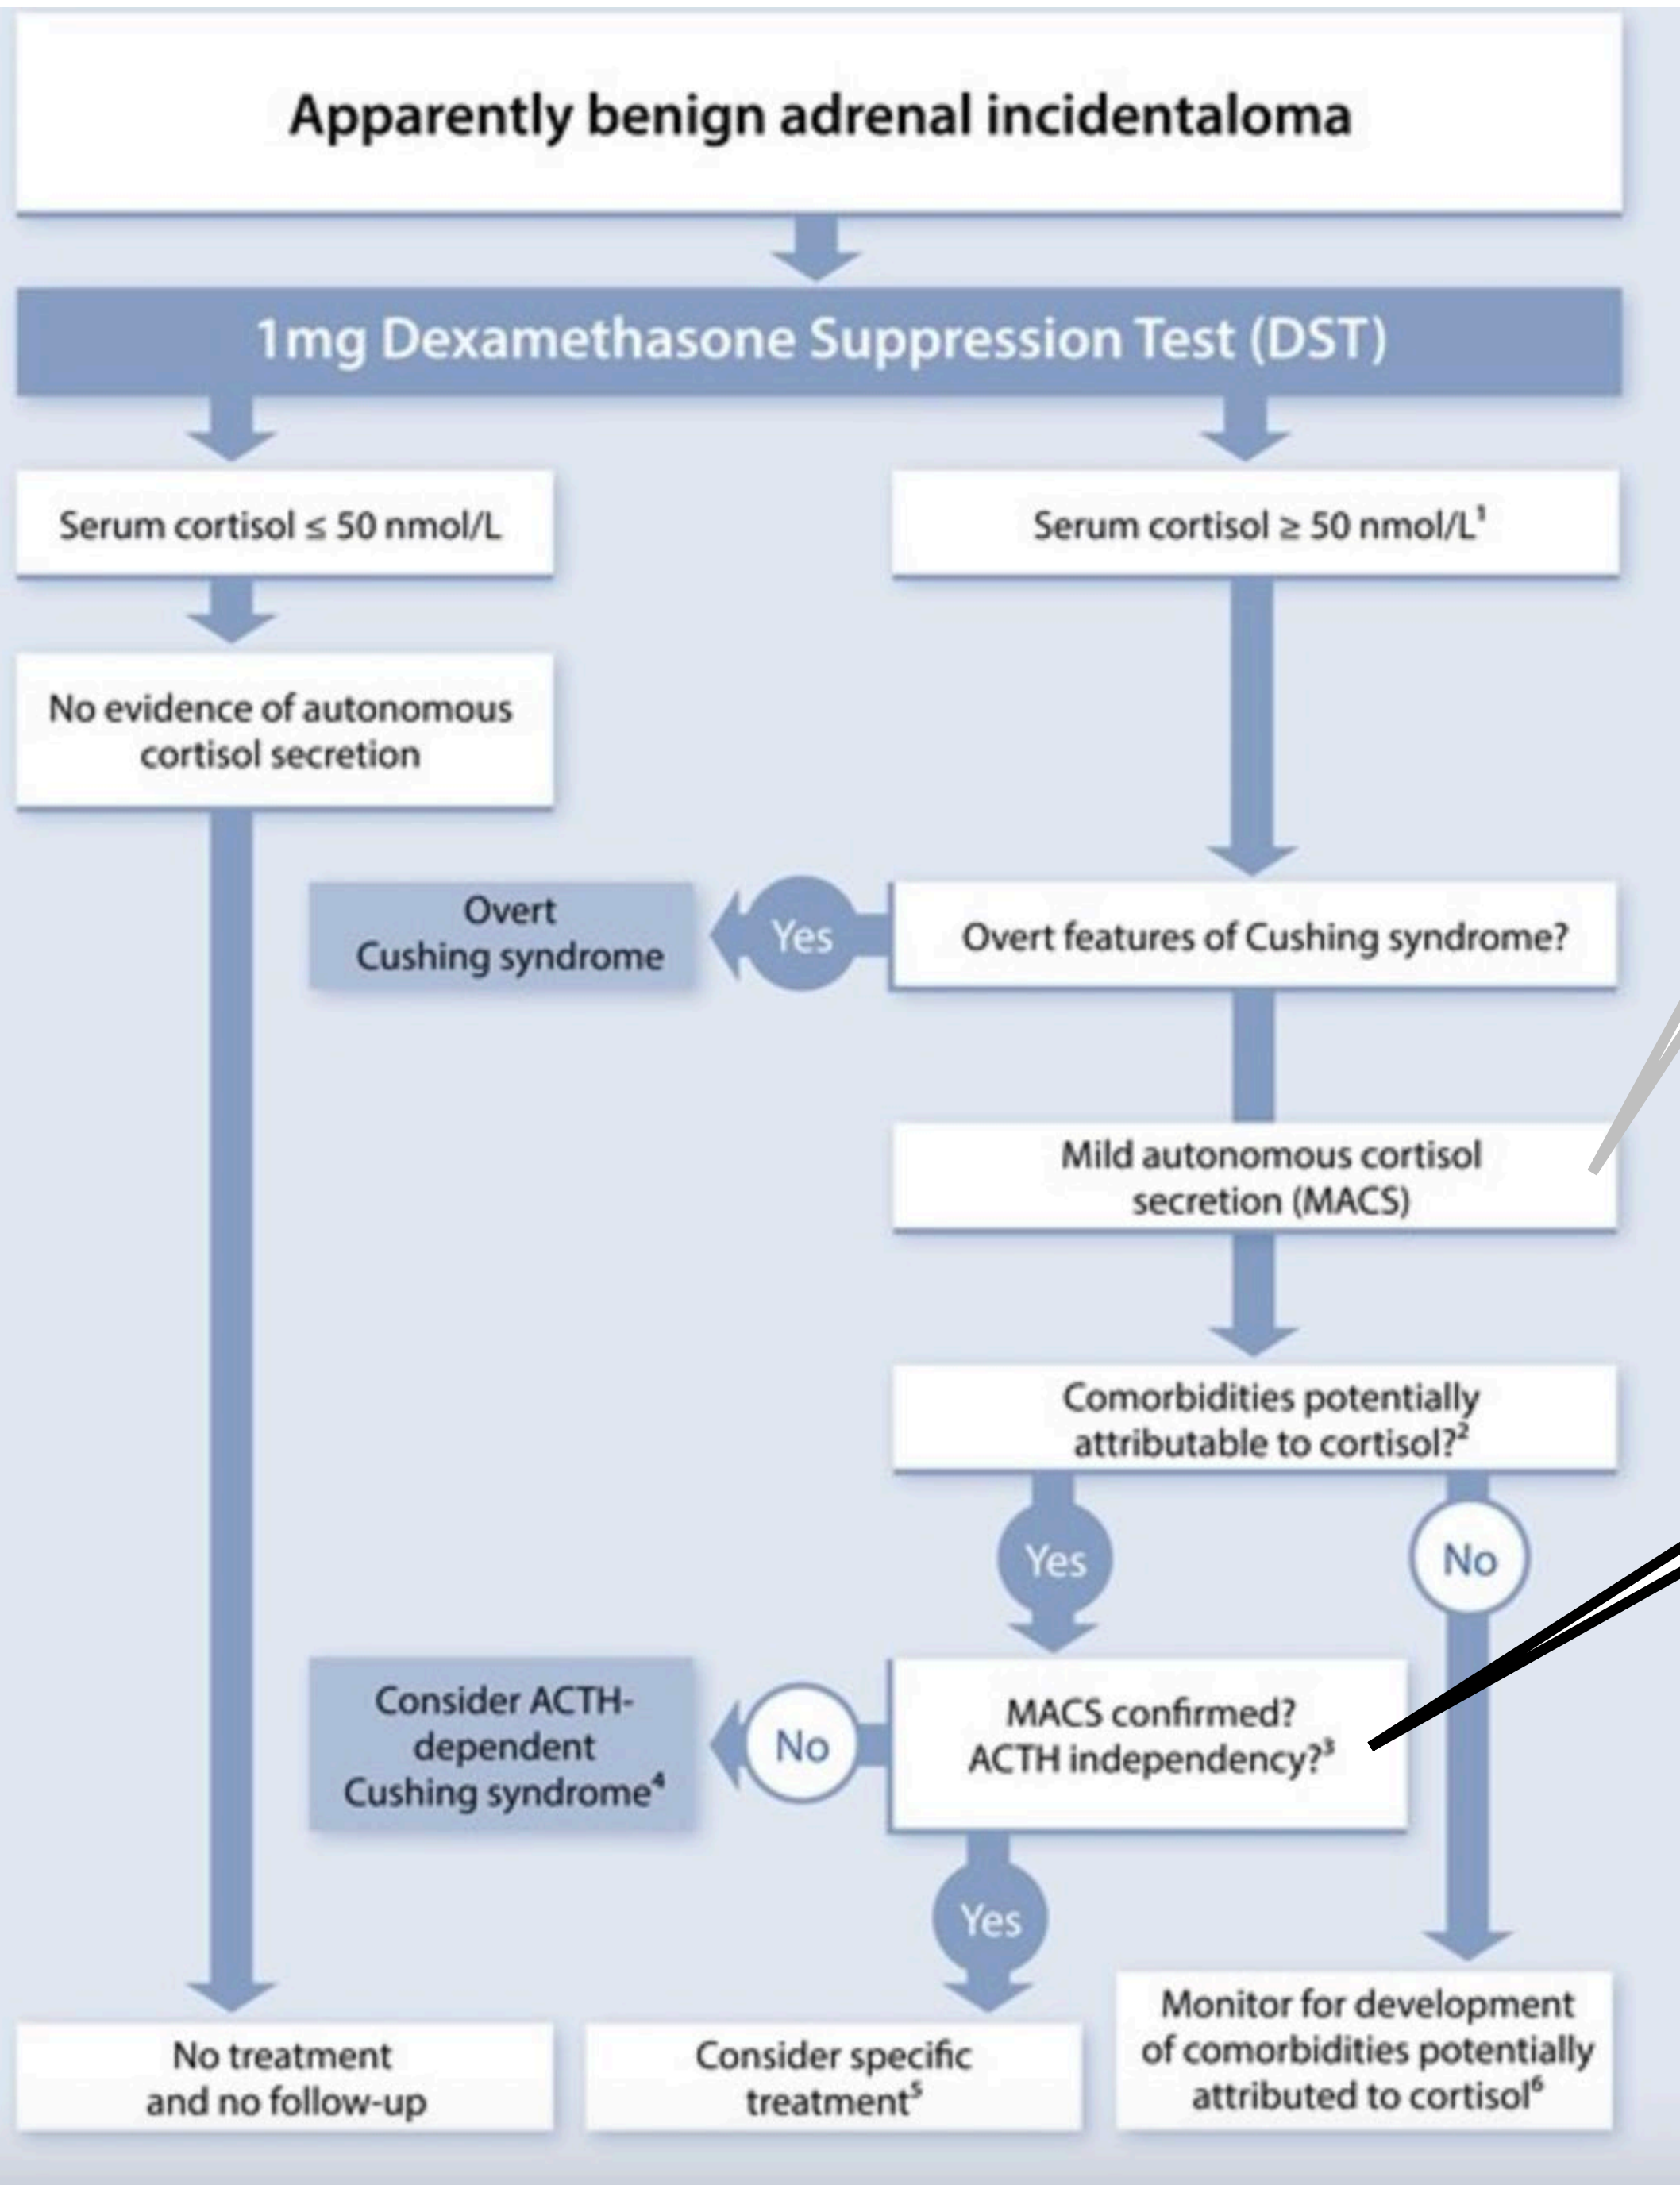 Apparently benign adrenal incidentaloma
1mg Dexamethasone Suppression Test (DST)
Serum cortisol ≤ 50 nmol/L
Serum cortisol ≥ 50 nmol/L¹
No evidence of autonomous
cortisol secretion
Overt
Cushing syndrome
Yes
Overt features of Cushing syndrome?
Mild autonomous cortisol
secretion (MACS)
Comorbidities potentially
attributable to cortisol?²
Yes
No
Consider ACTH-
dependent
Cushing syndrome⁴
No
MACS confirmed?
ACTH independency?³
Yes
No treatment
and no follow-up
Consider specific
treatment⁵
Monitor for development
of comorbidities potentially
attributed to cortisol⁶